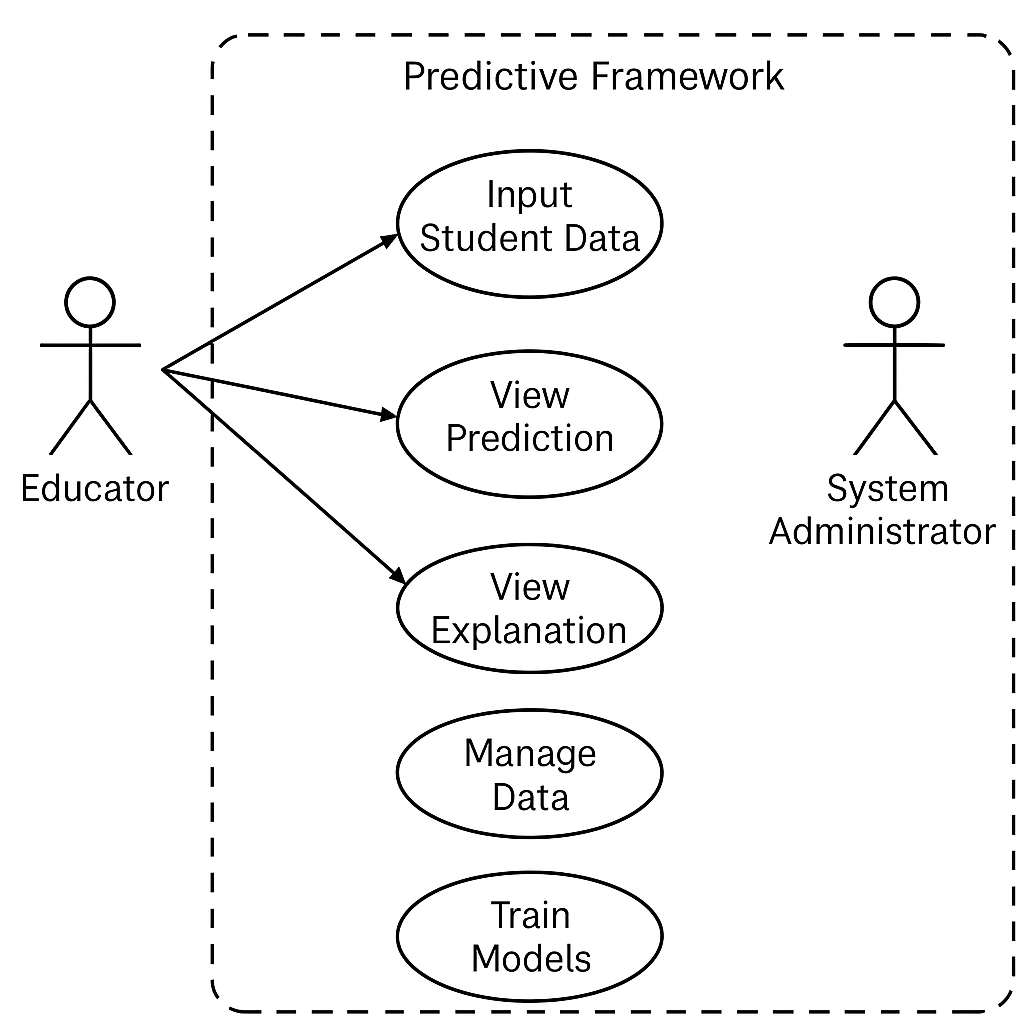 Predictive Framework
Input
Student Data
View
Prediction
Educator
System
Administrator
View
Explanation
Manage
Data
Train
Models